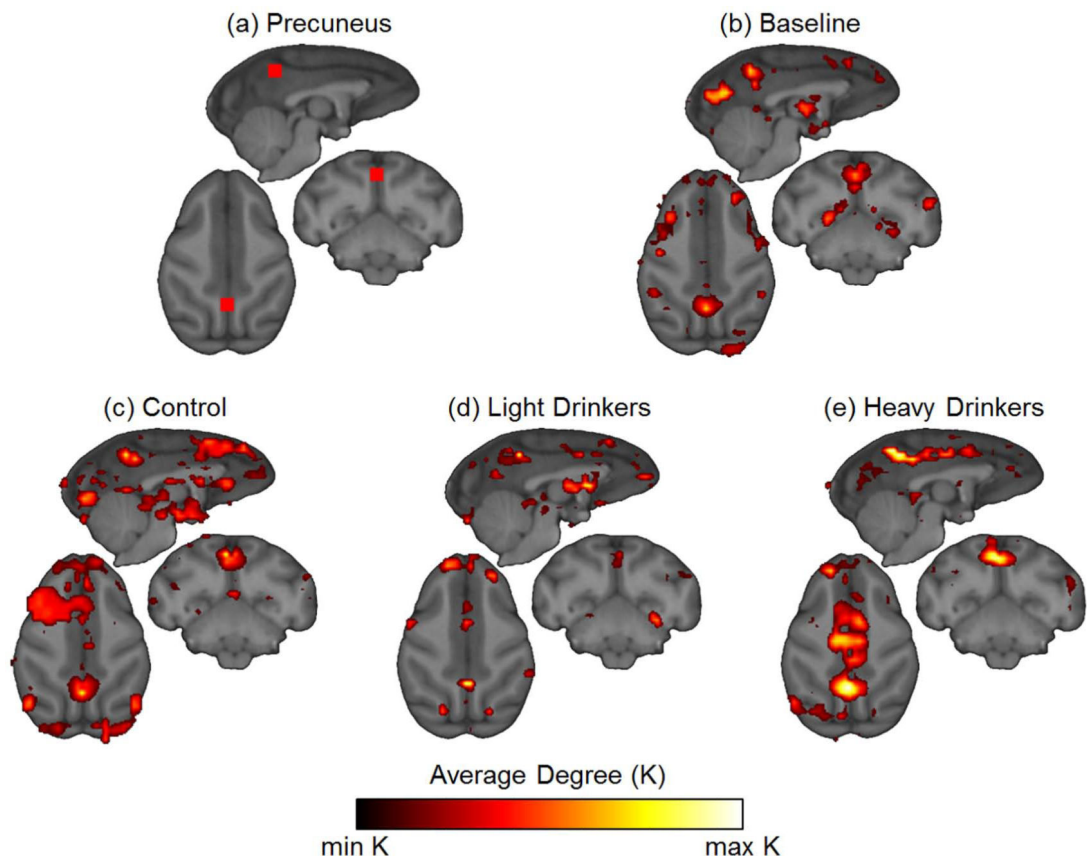 (a) Precuneus
(b) Baseline
(c) Control
(d) Light Drinkers
(e) Heavy Drinkers
Average Degree (K)
min K
max K